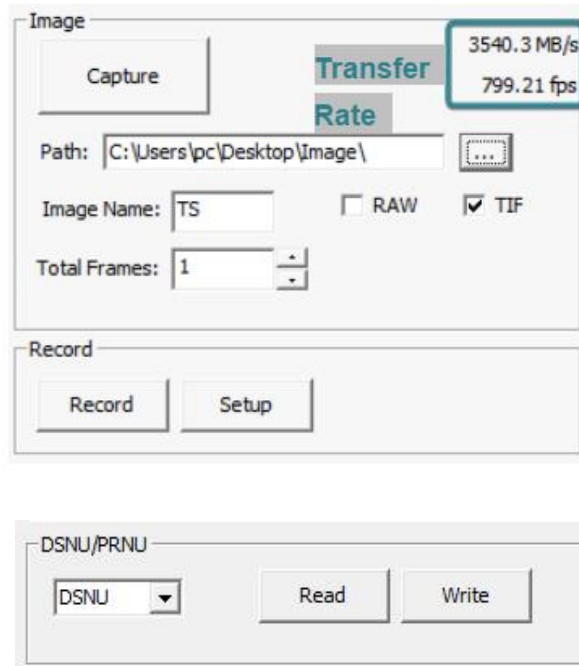 Image
3540.3 MB/s
Capture
Transfer
799.21 fps
Rate
Path: C:\Users\pc\Desktop\Image\ ...
Image Name: TS RAW TIF
Total Frames: 1
Record
Record Setup
DSNU/PRNU
DSNU Read Write